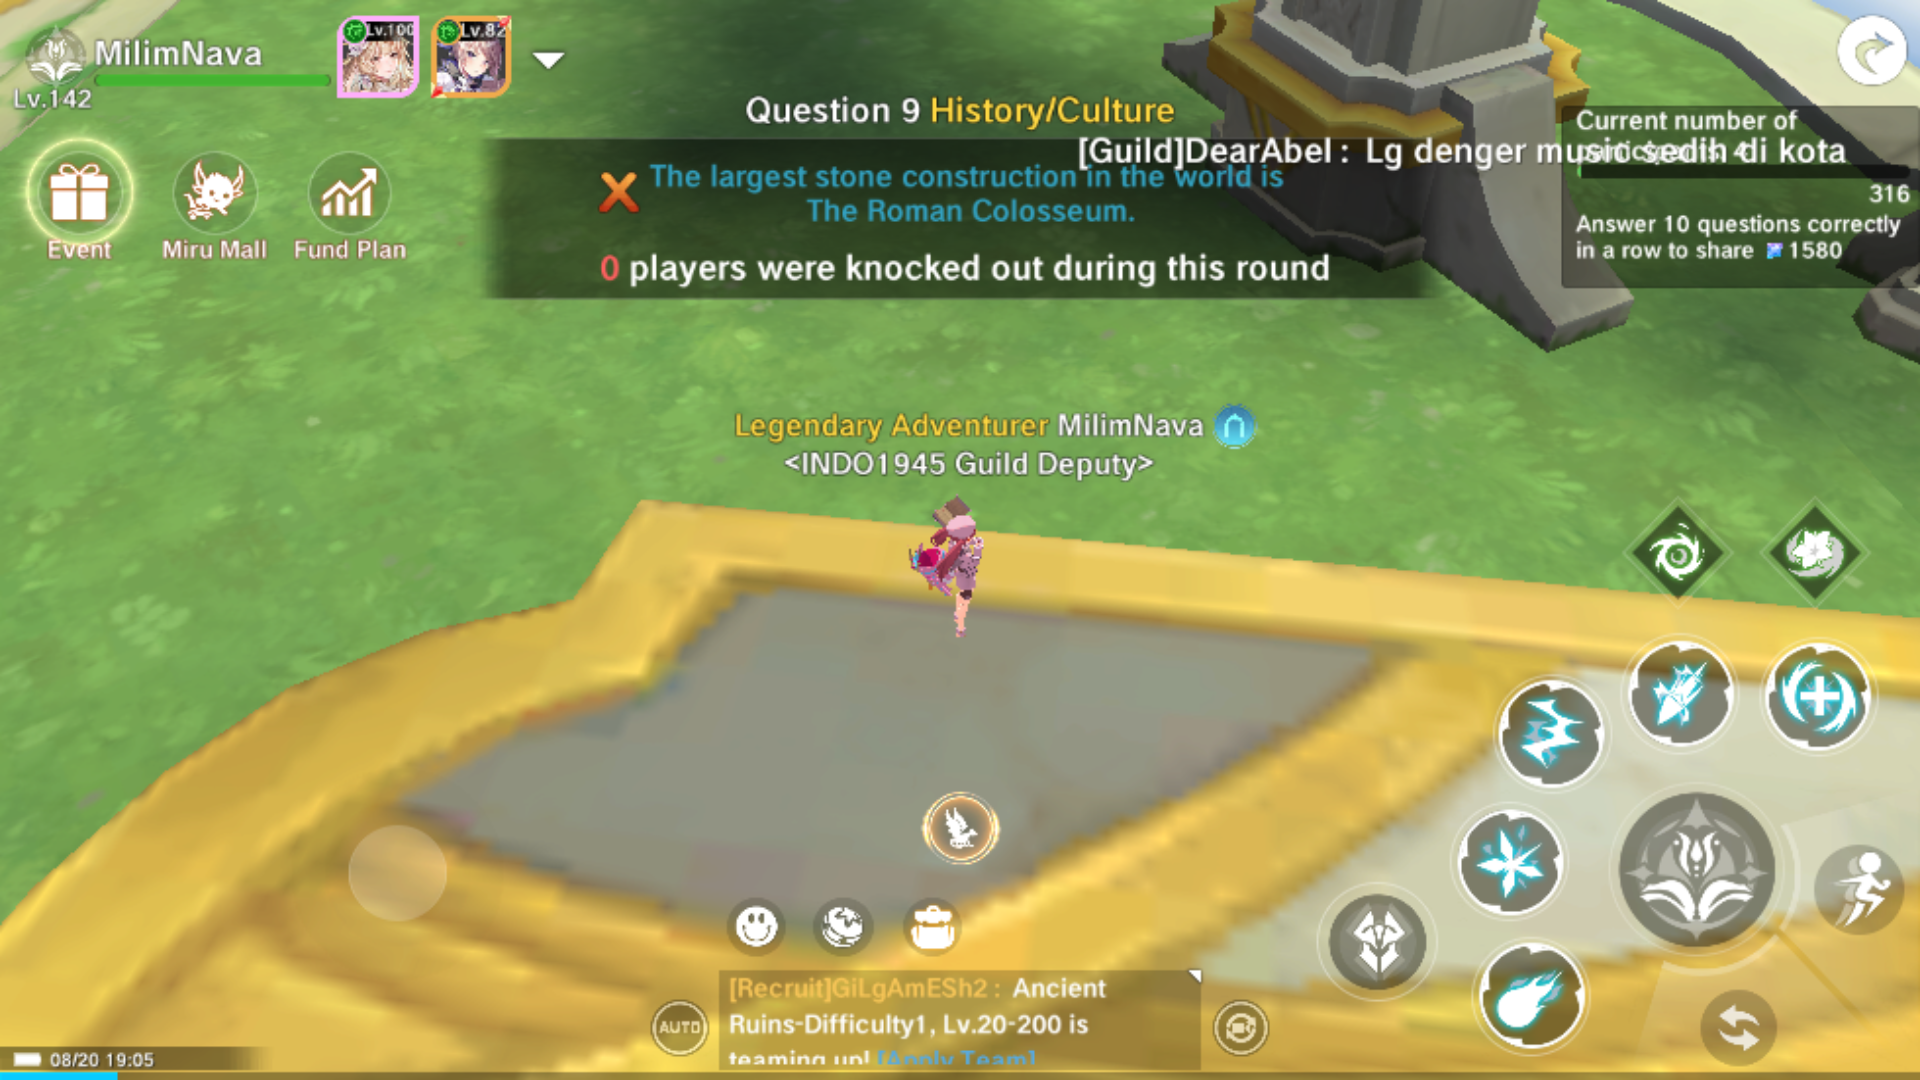 MilimNava
Lv.142
Lv.100
Lv.82
Question 9 History/Culture
The largest stone construction in the world is
The Roman Colosseum.
0 players were knocked out during this round
[Guild]DearAbel : Lg denger music sedih di kota
Current number of
316
Answer 10 questions correctly
in a row to share 1580
Event
Miru Mall
Fund Plan
Legendary Adventurer MilimNava
<INDO1945 Guild Deputy>
AUTO
[Recruit]GiLgAmESh2 : Ancient
Ruins-Difficulty1, Lv.20-200 is
teaming up! [Apply Team]
08/20 19:05